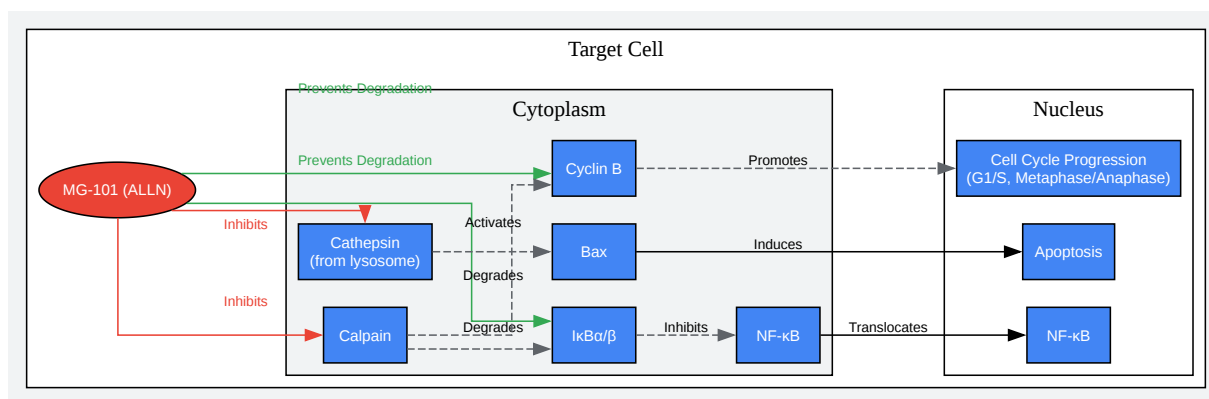 Target Cell
Prevents Degradation
Cytoplasm
Nucleus
Prevents Degradation
Cyclin B
Promotes
Cell Cycle Progression
(G1/S, Metaphase/Anaphase)
MG-101 (ALLN)
Inhibits
Activates
Cathepsin
(from lysosome)
Bax
Induces
Apoptosis
Degrades
Inhibits
Calpain
Degrades
IκBα/β
Inhibits
NF-κB
Translocates
NF-κB